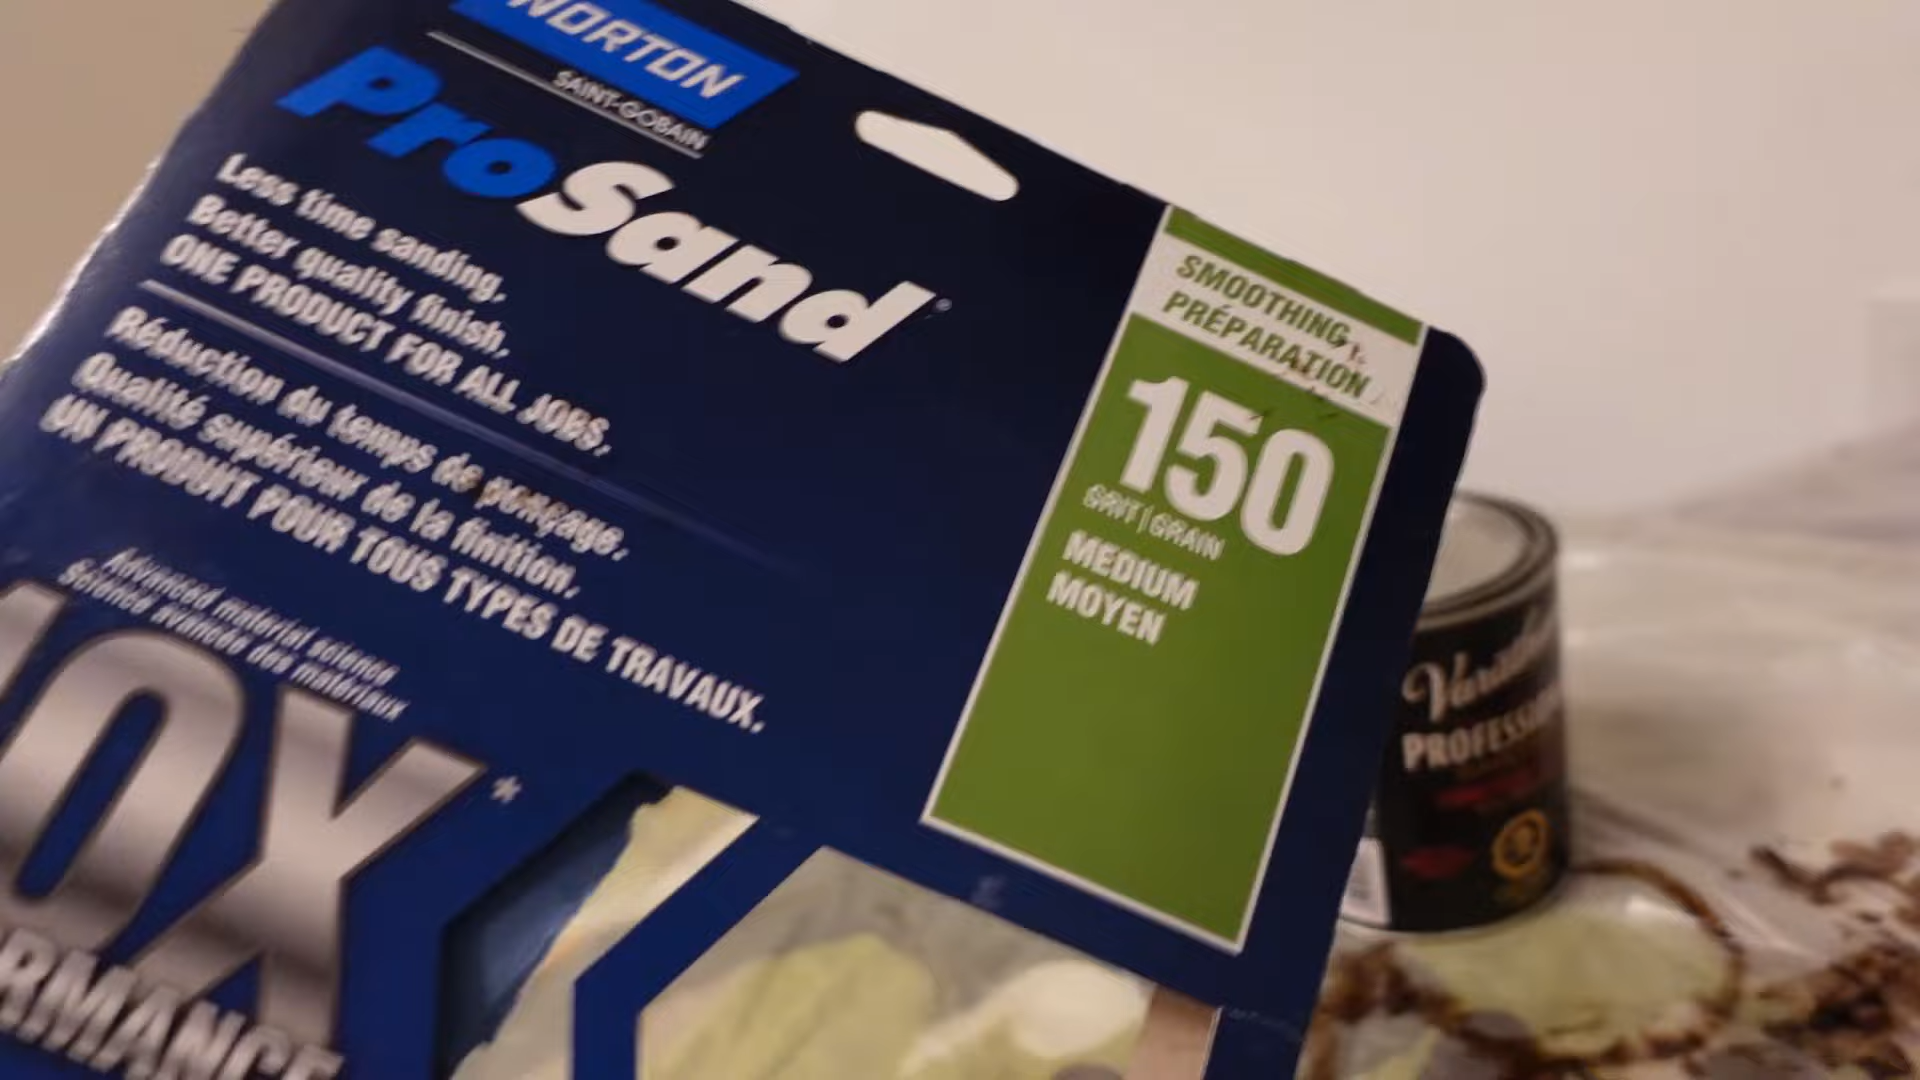 NORTON
SAINT-GOBAIN
ProSand
Less time sanding,
Better quality finish,
ONE PRODUCT FOR ALL JOBS,
Réduction du temps de ponçage.
Qualité supérieur de la finition,
UN PRODUIT POUR TOUS TYPES DE TRAVAUX,
Advanced material science
Science avancée des matériaux
SMOOTHING,
PRÉPARATION
150
GRIT | GRAIN
MEDIUM
MOYEN